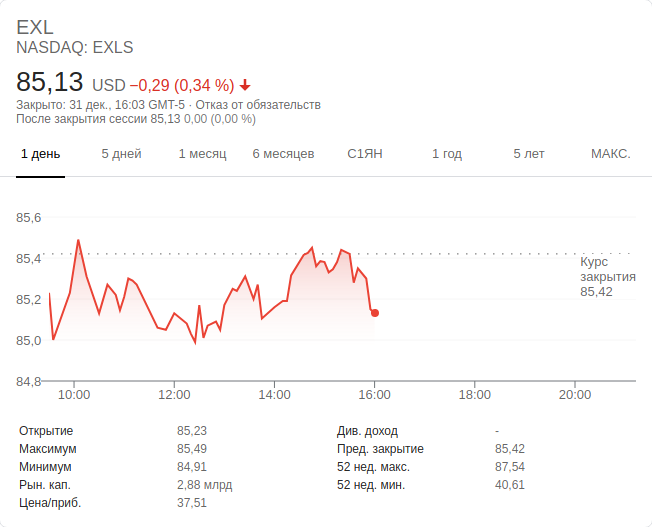 EXL
NASDAQ: EXLS
85,13 USD −0,29 (0,34 %)
Закрыто: 31 дек., 16:03 GMT-5 · Отказ от обязательств
После закрытия сессии 85,13 0,00 (0,00 %)
1 день 5 дней 1 месяц 6 месяцев С1ЯН 1 год 5 лет МАКС.
85,6
85,4
85,2
85,0
84,8
Курс
закрытия
85,42
10:00 12:00 14:00 16:00 18:00 20:00
Открытие 85,23
Максимум 85,49
Минимум 84,91
Рын. кап. 2,88 млрд
Цена/приб. 37,51
Див. доход -
Пред. закрытие 85,42
52 нед. макс. 87,54
52 нед. мин. 40,61